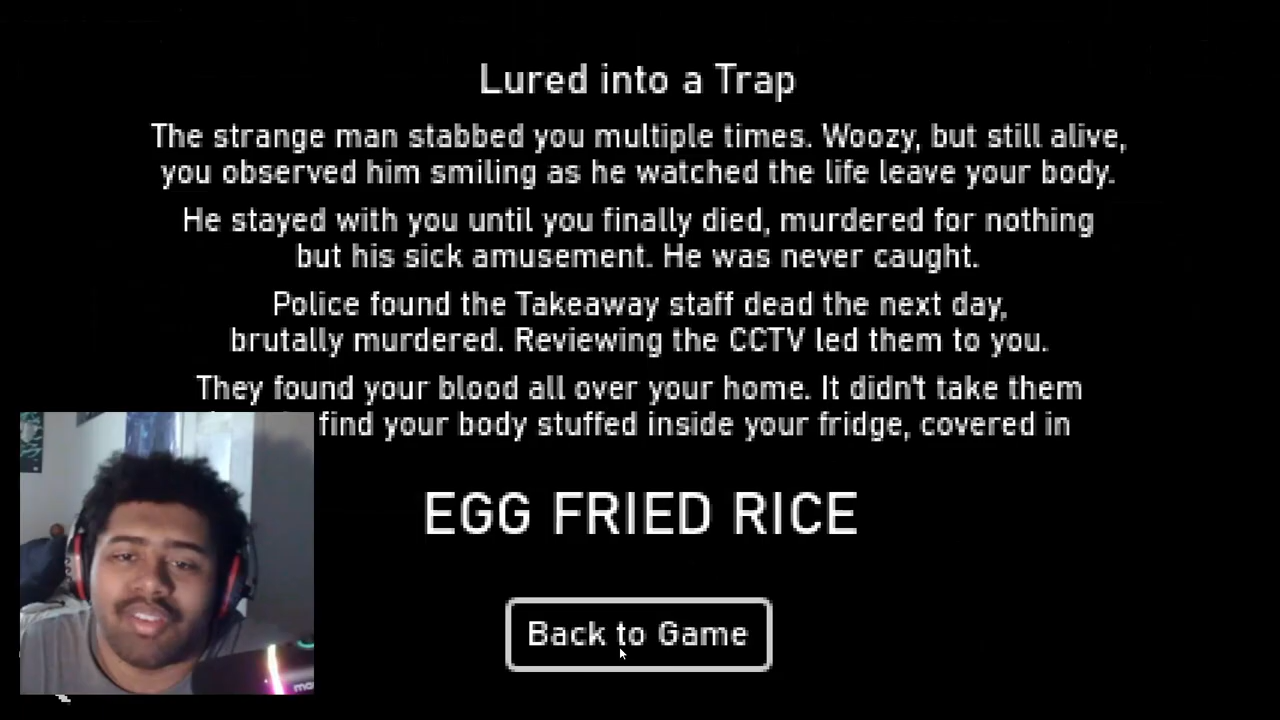 Lured into a Trap
The strange man stabbed you multiple times. Woozy, but still alive,
you observed him smiling as he watched the life leave your body.
He stayed with you until you finally died, murdered for nothing
but his sick amusement. He was never caught.
Police found the Takeaway staff dead the next day,
brutally murdered. Reviewing the CCTV led them to you.
They found your blood all over your home. It didn't take them
find your body stuffed inside your fridge, covered in
EGG FRIED RICE
Back to Game